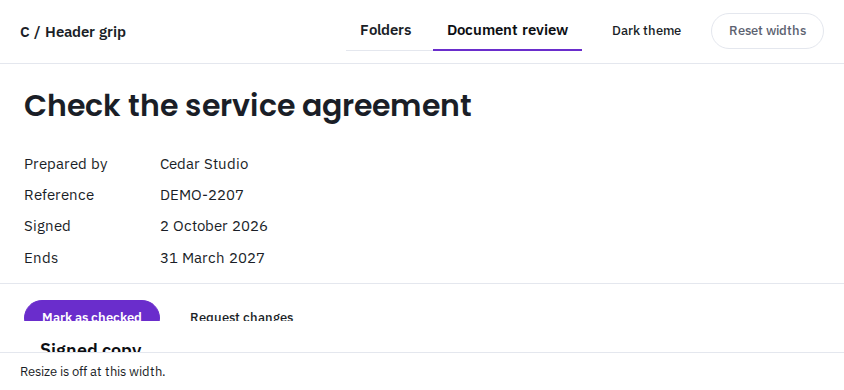 C / Header grip
Folders
Document review
Dark theme
Reset widths
Check the service agreement
Prepared by Cedar Studio
Reference DEMO-2207
Signed 2 October 2026
Ends 31 March 2027
Mark as checked
Request changes
Signed copy
Resize is off at this width.